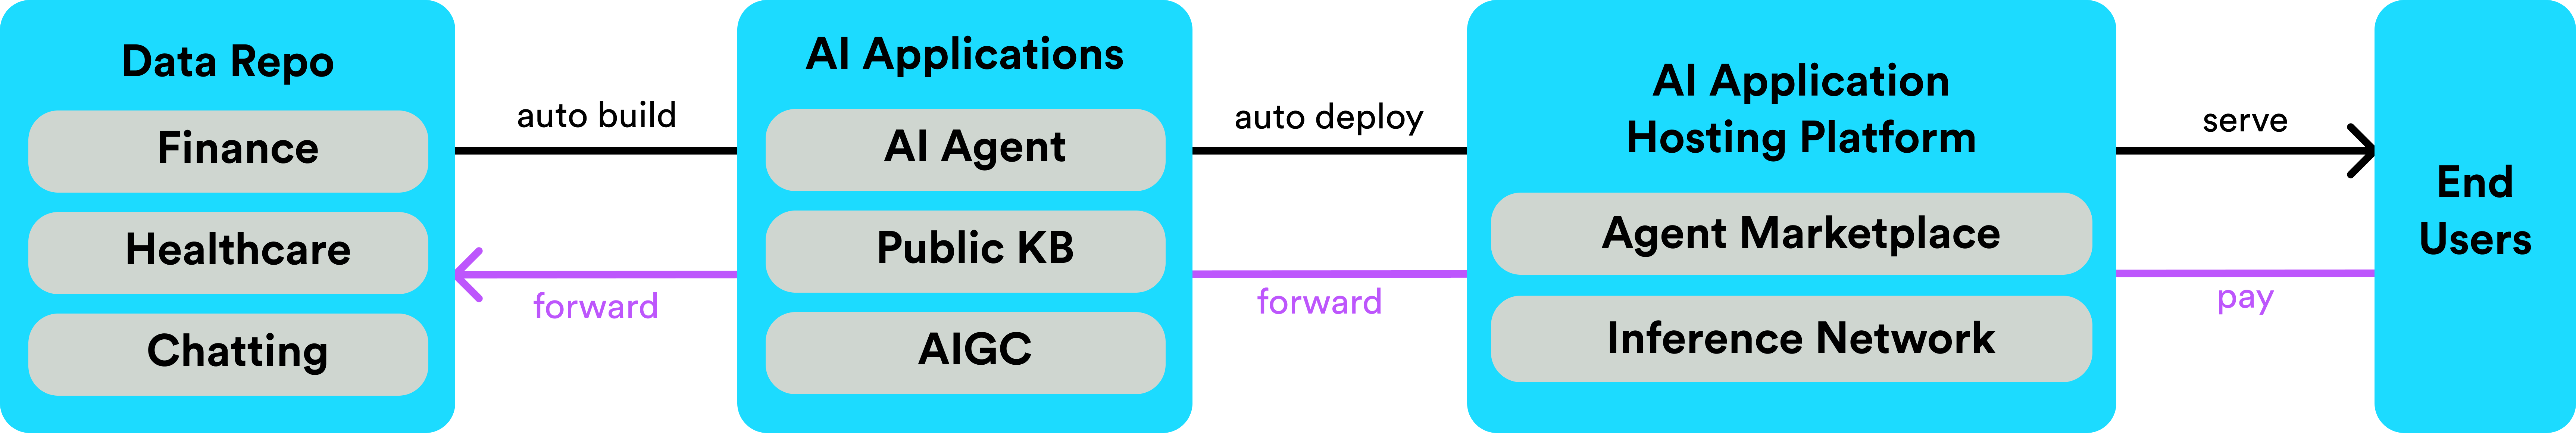 Data Repo
Finance
Healthcare
Chatting
auto build
forward
AI Applications
AI Agent
Public KB
AIGC
auto deploy
forward
AI Application
Hosting Platform
Agent Marketplace
Inference Network
serve
pay
End
Users